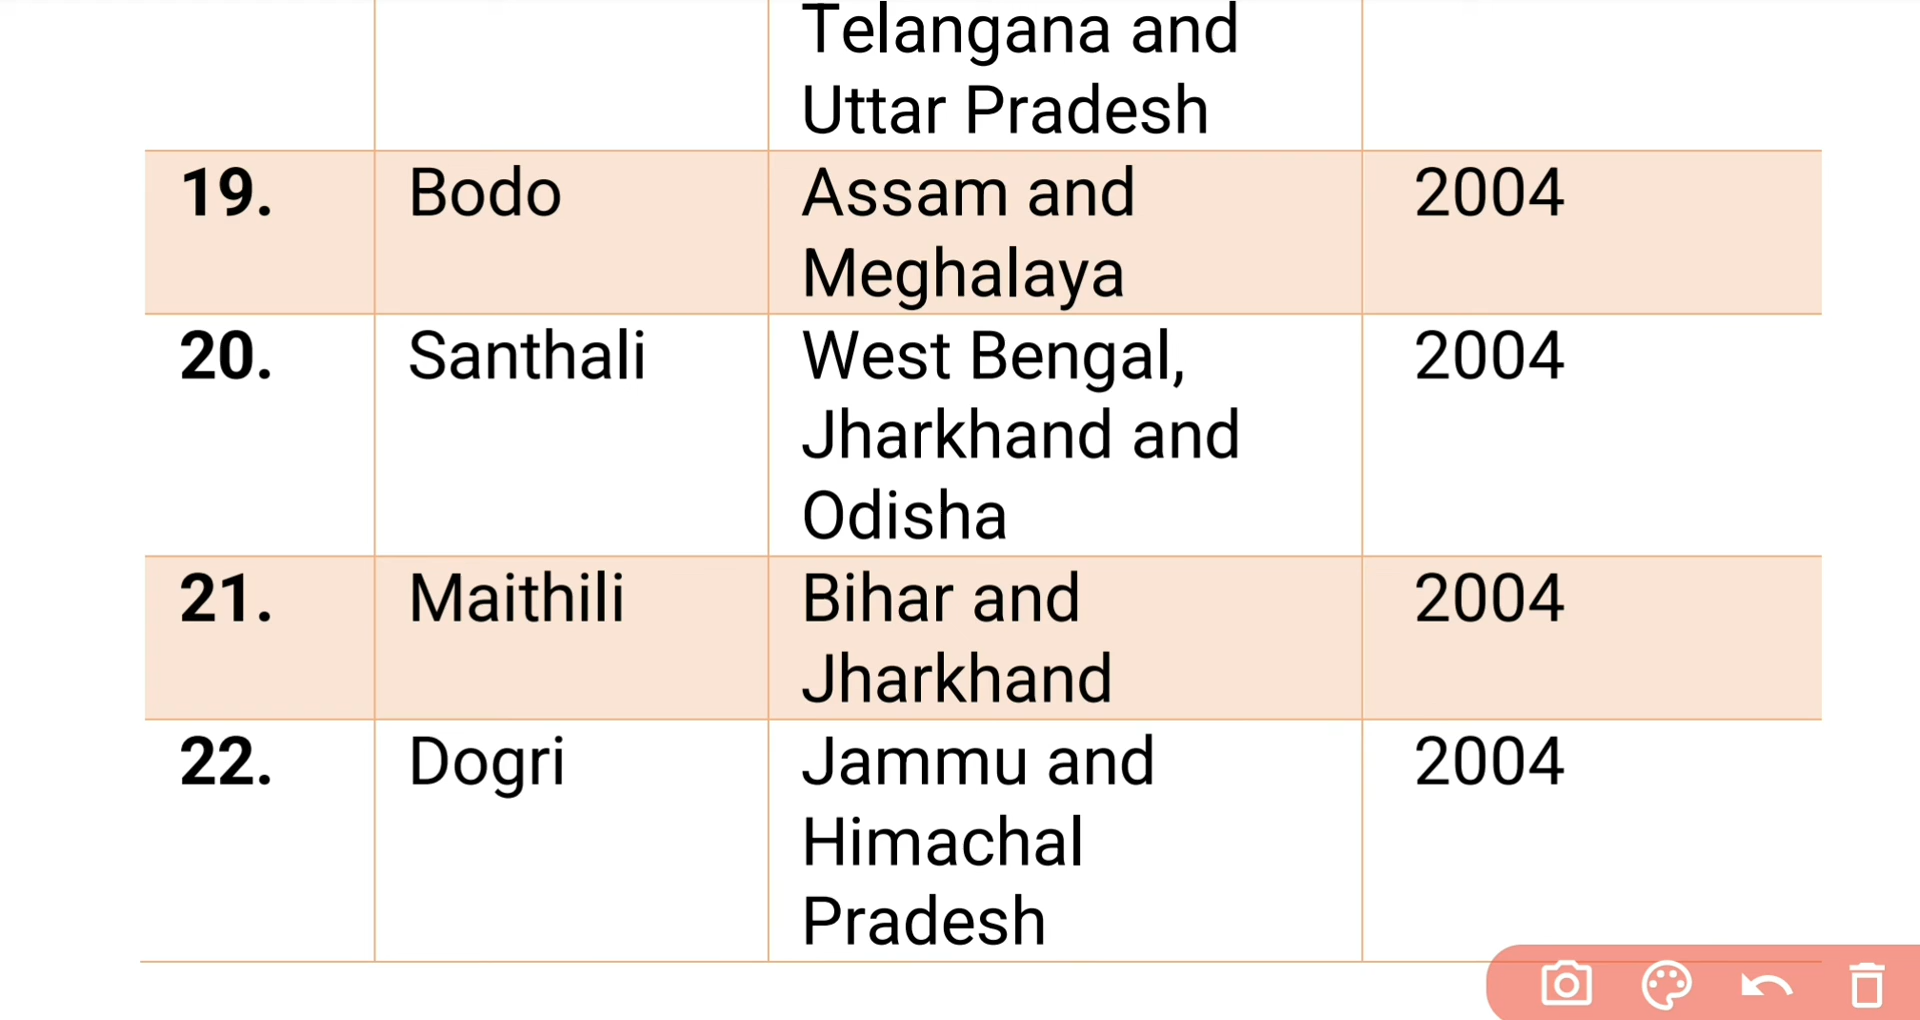 Telangana and
Uttar Pradesh
19. Bodo Assam and 2004
Meghalaya
20. Santhali West Bengal, 2004
Jharkhand and
Odisha
21. Maithili Bihar and 2004
Jharkhand
22. Dogri Jammu and 2004
Himachal
Pradesh